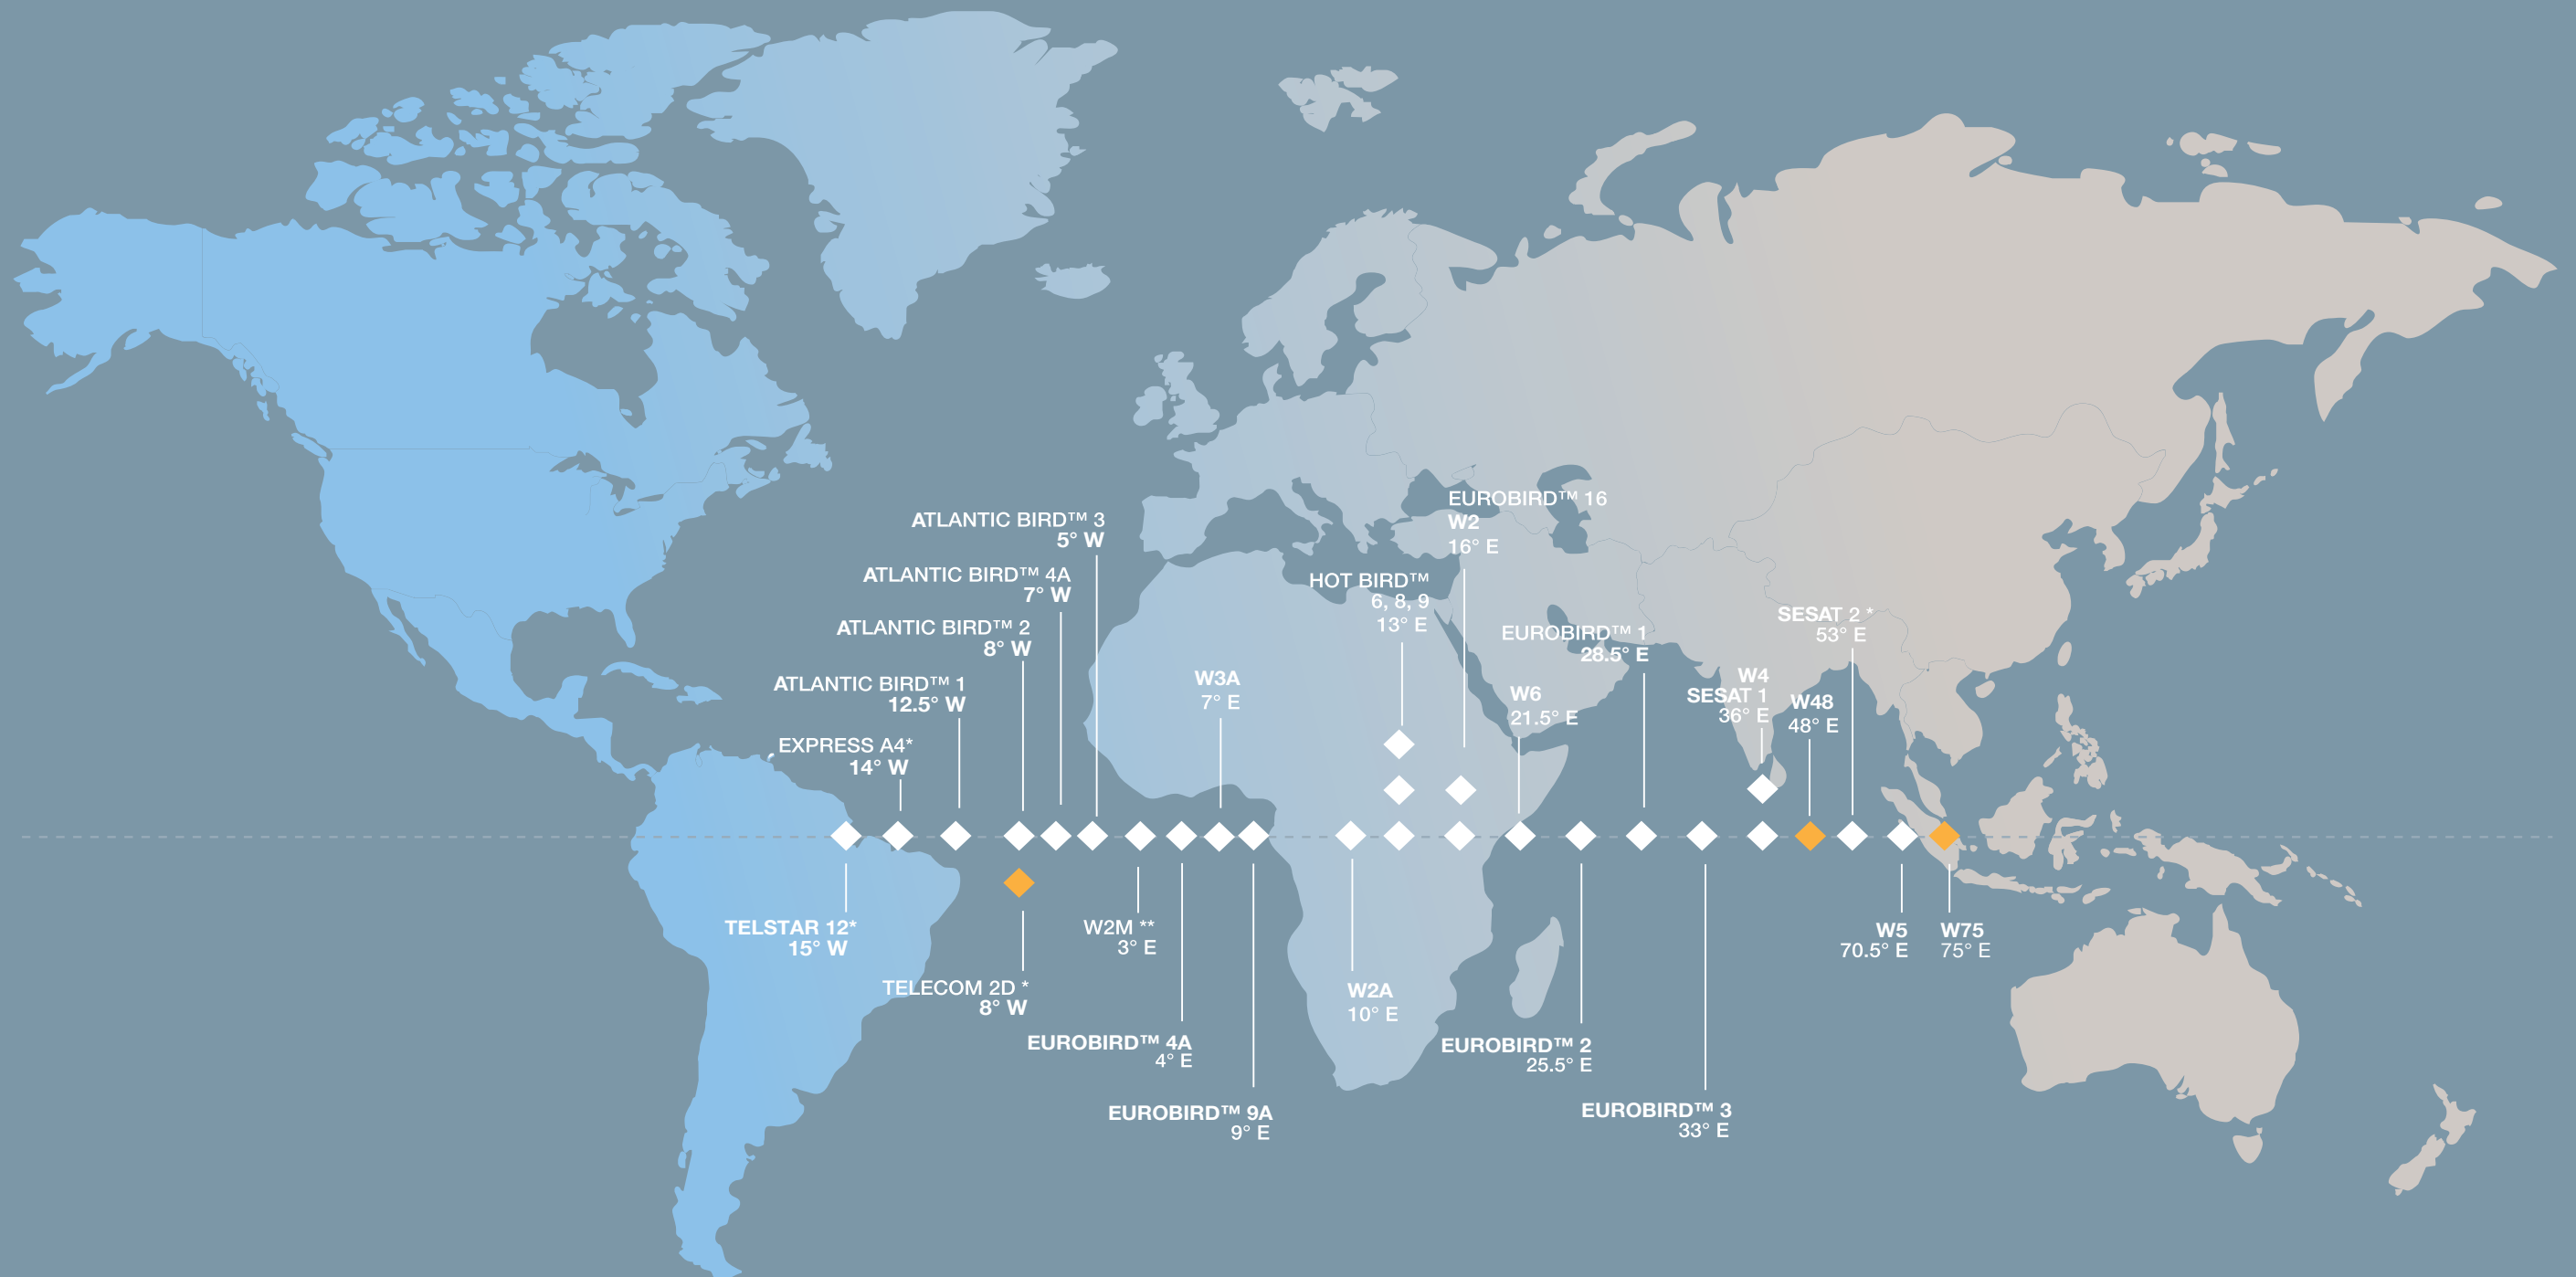 EUROBIRD™ 16
W2
16° E
ATLANTIC BIRD™ 3
5° W
ATLANTIC BIRD™ 4A
7° W
HOT BIRD™
6, 8, 9
13° E
ATLANTIC BIRD™ 2
8° W
EUROBIRD™ 1
28.5° E
SESAT 2 *
53° E
ATLANTIC BIRD™ 1
12.5° W
W3A
7° E
W6
21.5° E
W4
SESAT 1
36° E
W48
48° E
EXPRESS A4*
14° W
TELSTAR 12*
15° W
W2M **
3° E
W5
70.5° E
W75
75° E
TELECOM 2D *
8° W
W2A
10° E
EUROBIRD™ 4A
4° E
EUROBIRD™ 2
25.5° E
EUROBIRD™ 9A
9° E
EUROBIRD™ 3
33° E